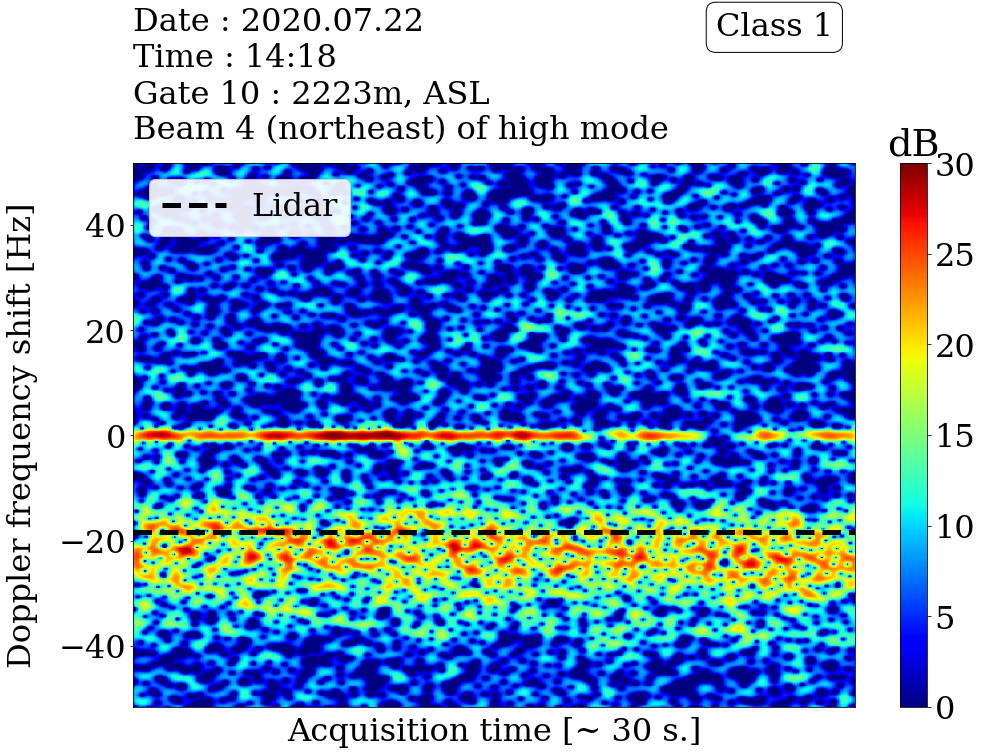 Date : 2020.07.22
Time : 14:18
Gate 10 : 2223m, ASL
Beam 4 (northeast) of high mode
Class 1
dB
Lidar
Doppler frequency shift [Hz]
40
20
0
−20
−40
30
25
20
15
10
5
0
Acquisition time [~ 30 s.]